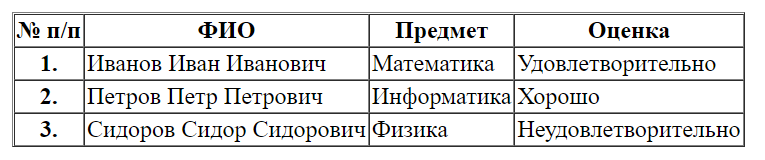 № п/п ФИО Предмет Оценка
1. Иванов Иван Иванович Математика Удовлетворительно
2. Петров Петр Петрович Информатика Хорошо
3. Сидоров Сидор Сидорович Физика Неудовлетворительно